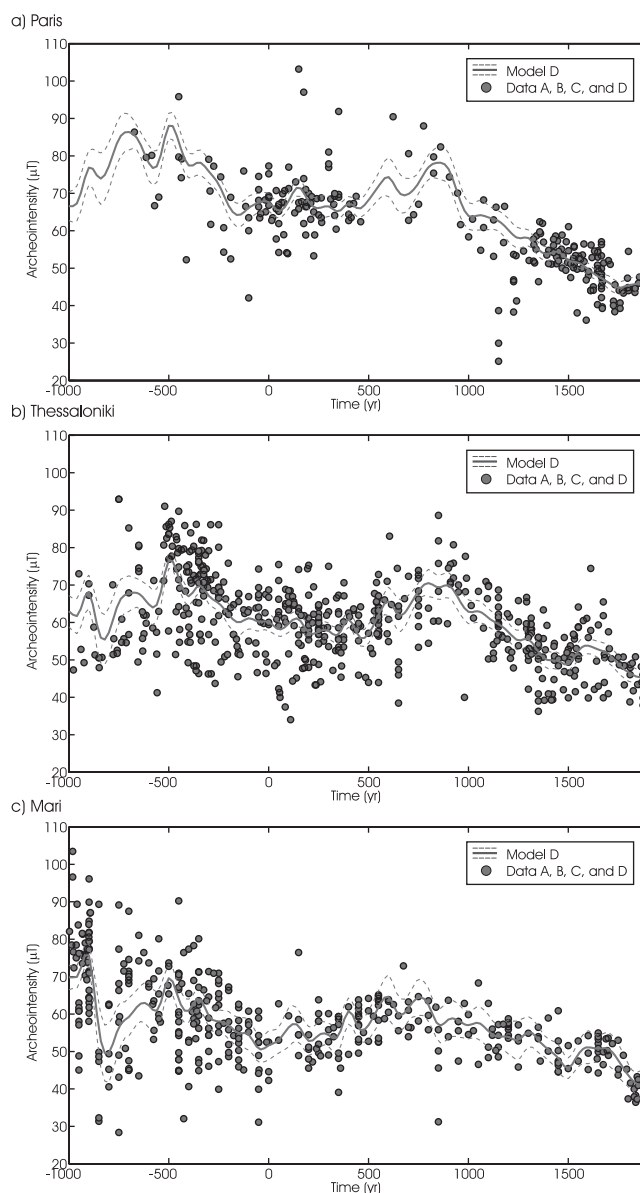 a) Paris
110
Model D
Data A, B, C, and D
100
90
80
70
60
50
40
30
20
Archeointensity (μT)
-1000 -500 0 500 1000 1500
Time (yr)
b) Thessaloniki
110
Model D
Data A, B, C, and D
100
90
80
70
60
50
40
30
20
Archeointensity (μT)
-1000 -500 0 500 1000 1500
Time (yr)
c) Mari
110
Model D
Data A, B, C, and D
100
90
80
70
60
50
40
30
20
Archeointensity (μT)
-1000 -500 0 500 1000 1500
Time (yr)